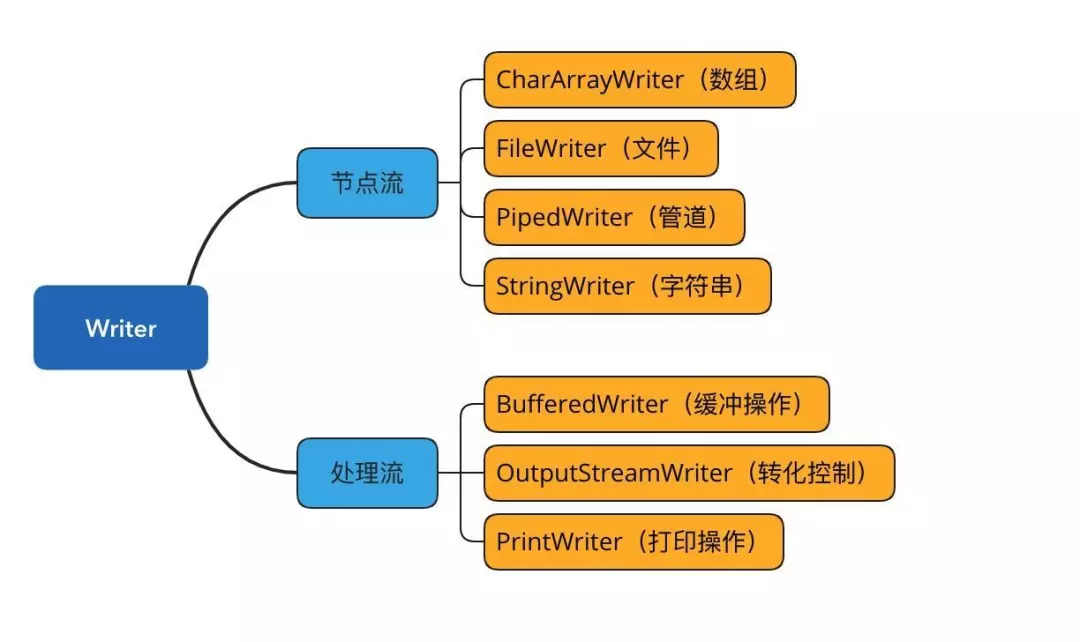 Writer
节点流
CharArrayWriter（数组）
FileWriter（文件）
PipedWriter（管道）
StringWriter（字符串）
处理流
BufferedWriter（缓冲操作）
OutputStreamWriter（转化控制）
PrintWriter（打印操作）